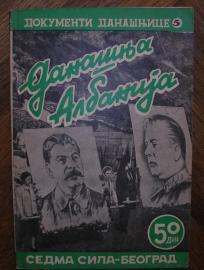 ДОКУМЕНТИ ДАНАШЊИЦЕ 5
Данашња
Албанија
50
ДИН
СЕДМА СИЛА-БЕОГРАД